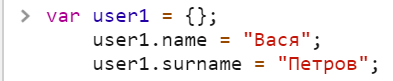 > var user1 = {};
user1.name = "Вася";
user1.surname = "Петров";